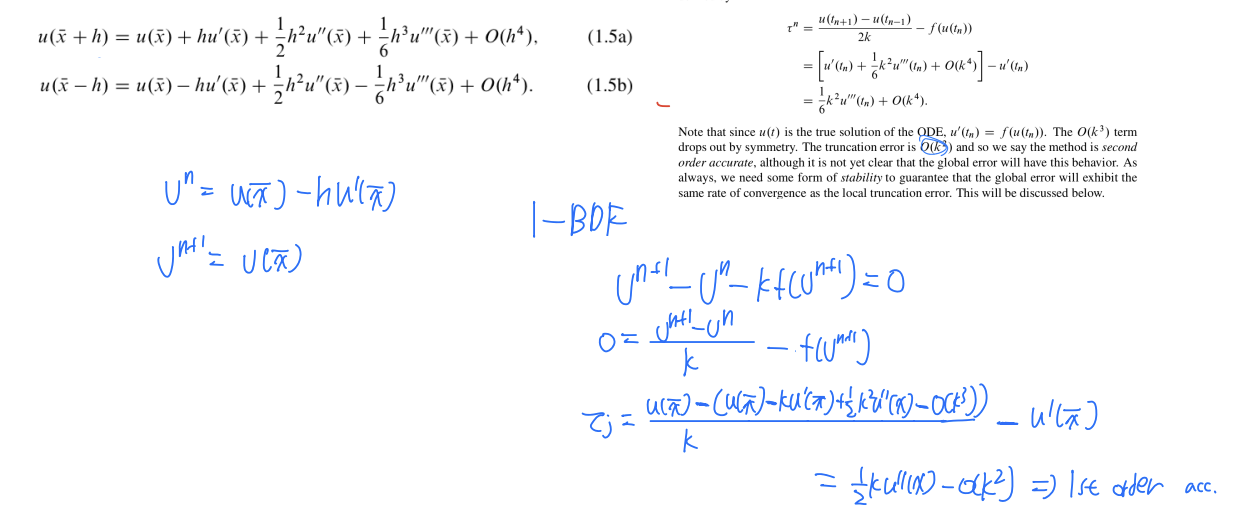 u(x̄ + h) = u(x̄) + hu′(x̄) + 1/2 h²u″(x̄) + 1/6 h³u‴(x̄) + O(h⁴), (1.5a)
u(x̄ − h) = u(x̄) − hu′(x̄) + 1/2 h²u″(x̄) − 1/6 h³u‴(x̄) + O(h⁴). (1.5b)
τⁿ = (u(tₙ₊₁) − u(tₙ₋₁))/2k − f(u(tₙ))
= [u′(tₙ) + 1/6 k²u‴(tₙ) + O(k⁴)] − u′(tₙ)
= 1/6 k²u‴(tₙ) + O(k⁴).
Note that since u(t) is the true solution of the ODE, u′(tₙ) = f(u(tₙ)). The O(k³) term
drops out by symmetry. The truncation error is O(k²) and so we say the method is second
order accurate, although it is not yet clear that the global error will have this behavior. As
always, we need some form of stability to guarantee that the global error will exhibit the
same rate of convergence as the local truncation error. This will be discussed below.
Uⁿ = u(x̄) − hu′(x̄)
Uⁿ⁺¹ = u(x̄)
1−BDF
Uⁿ⁺¹ − Uⁿ − kf(Uⁿ⁺¹) = 0
0 = (Uⁿ⁺¹ − Uⁿ)/k − f(Uⁿ⁺¹)
τⱼ = (u(x̄) − (u(x̄) − ku′(x̄) + 1/2 k²u″(x) − O(k³)))/k − u′(x̄)
= 1/2 ku″(x) − O(k²) ⇒ 1st order acc.